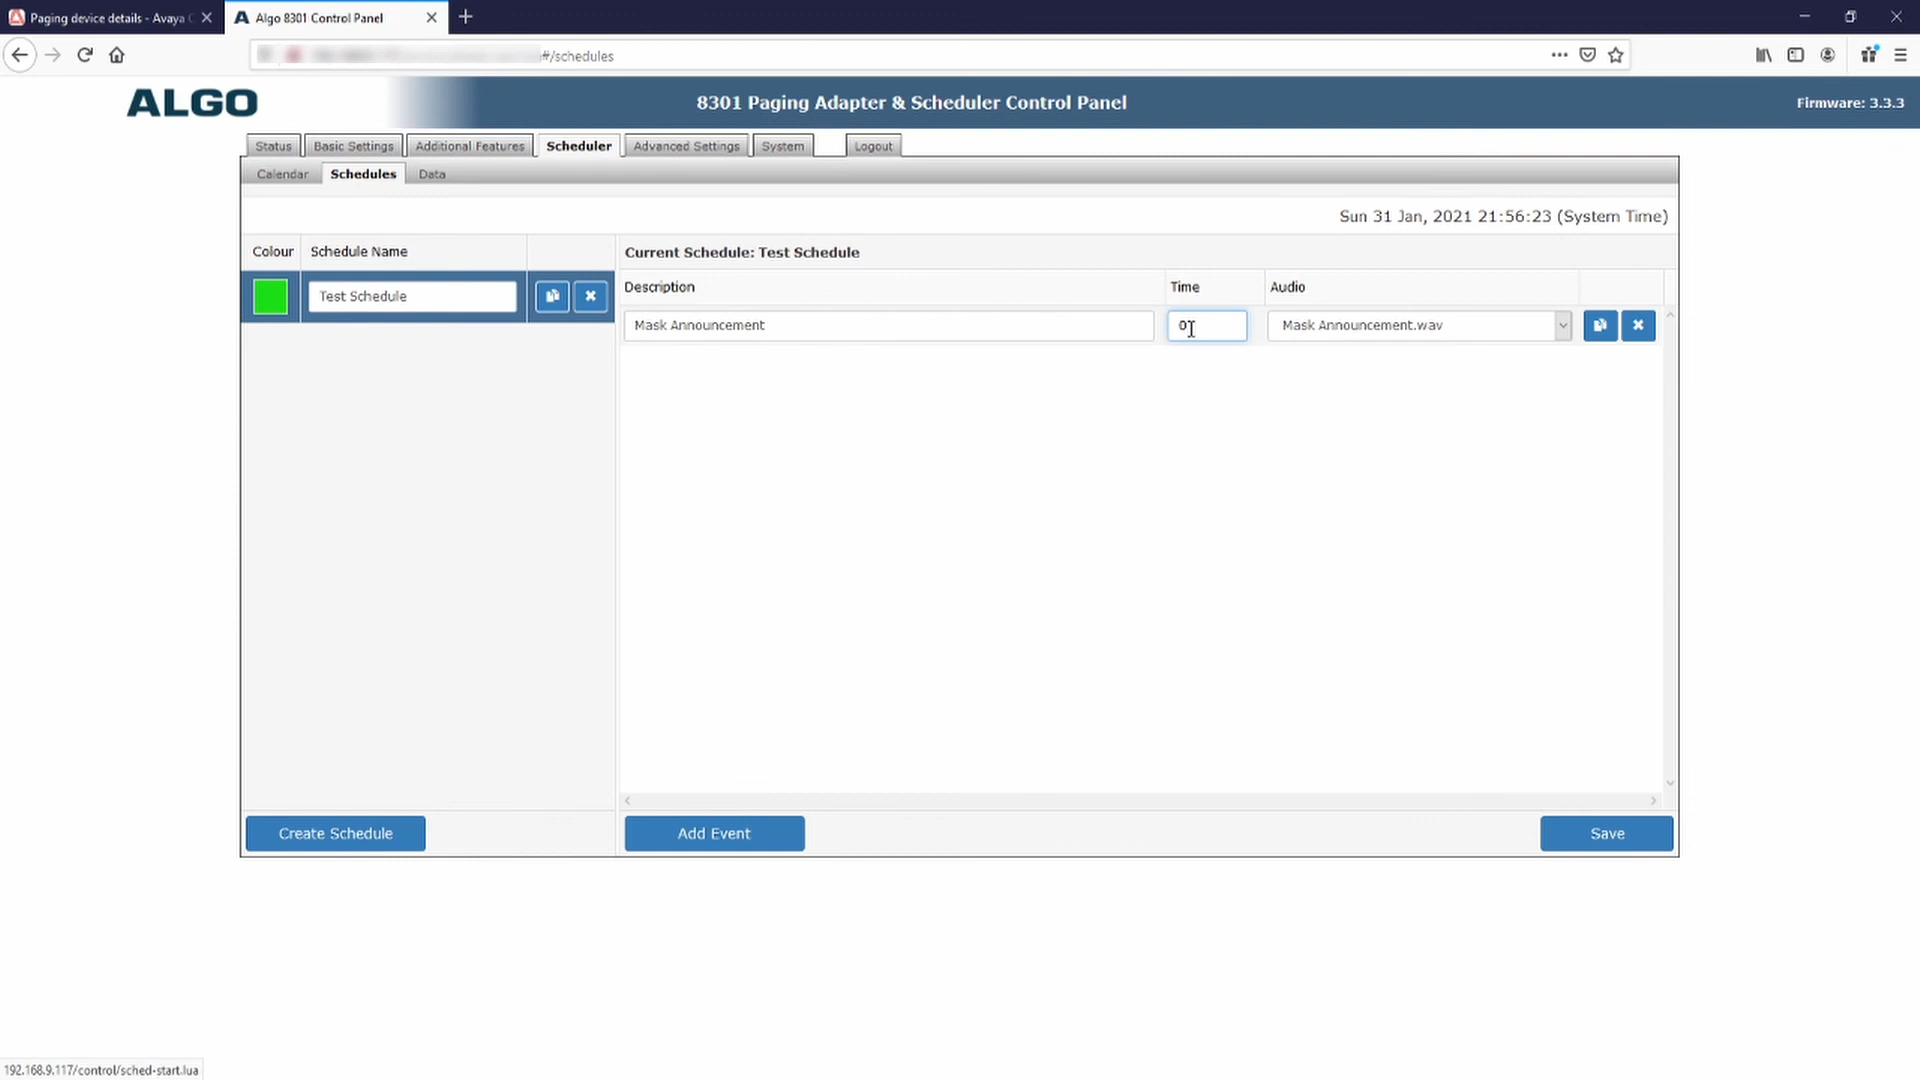 Paging device details - Avaya
Algo 8301 Control Panel
#/schedules
ALGO
8301 Paging Adapter & Scheduler Control Panel
Firmware: 3.3.3
Status
Basic Settings
Additional Features
Scheduler
Advanced Settings
System
Logout
Calendar
Schedules
Data
Sun 31 Jan, 2021 21:56:23 (System Time)
Colour
Schedule Name
Current Schedule: Test Schedule
Test Schedule
Description
Time
Audio
Mask Announcement
0
Mask Announcement.wav
Create Schedule
Add Event
Save
192.168.9.117/control/sched-start.lua